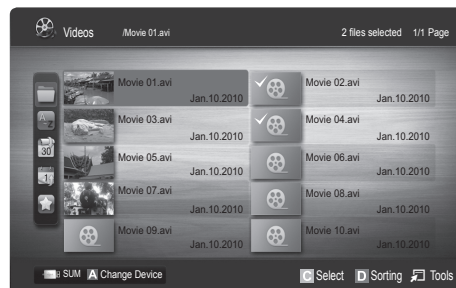 Videos /Movie 01.avi 2 files selected 1/1 Page
Movie 01.avi Movie 02.avi
Jan.10.2010 Jan.10.2010
Movie 03.avi Movie 04.avi
Jan.10.2010 Jan.10.2010
Movie 05.avi Movie 06.avi
Jan.10.2010 Jan.10.2010
Movie 07.avi Movie 08.avi
Jan.10.2010 Jan.10.2010
Movie 09.avi Movie 10.avi
Jan.10.2010 Jan.10.2010
30
1
SUM A Change Device C Select D Sorting Tools